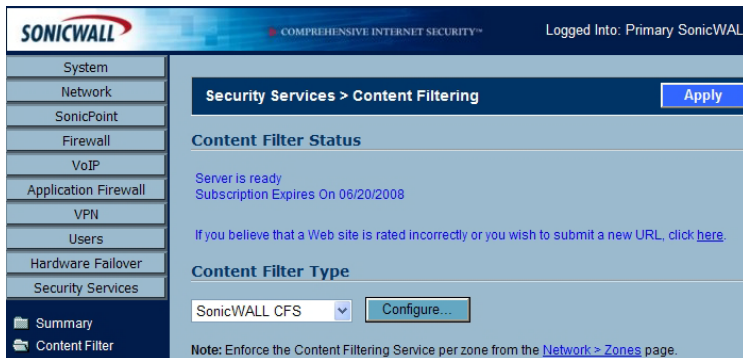 SONICWALL
COMPREHENSIVE INTERNET SECURITY™
Logged Into: Primary SonicWAL
System
Network
SonicPoint
Firewall
VoIP
Application Firewall
VPN
Users
Hardware Failover
Security Services
Summary
Content Filter
Security Services > Content Filtering
Apply
Content Filter Status
Server is ready
Subscription Expires On 06/20/2008
If you believe that a Web site is rated incorrectly or you wish to submit a new URL, click here.
Content Filter Type
SonicWALL CFS
Configure...
Note: Enforce the Content Filtering Service per zone from the Network > Zones page.